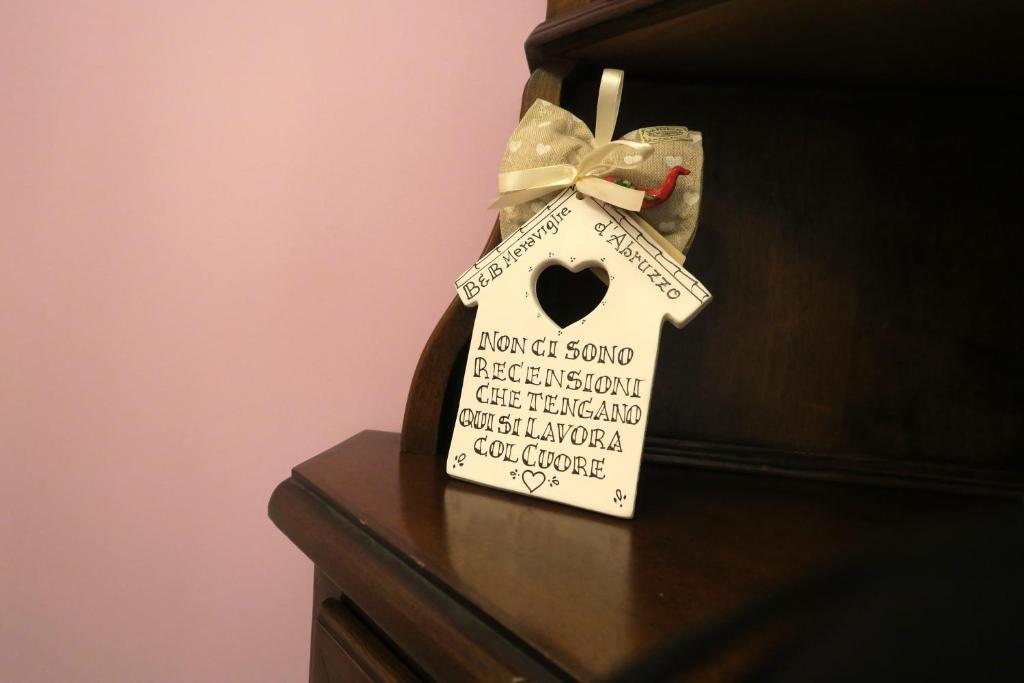 B&B Meraviglie d'Abruzzo
NON CI SONO
RECENSIONI
CHE TENGANO
QUI SI LAVORA
COL CUORE